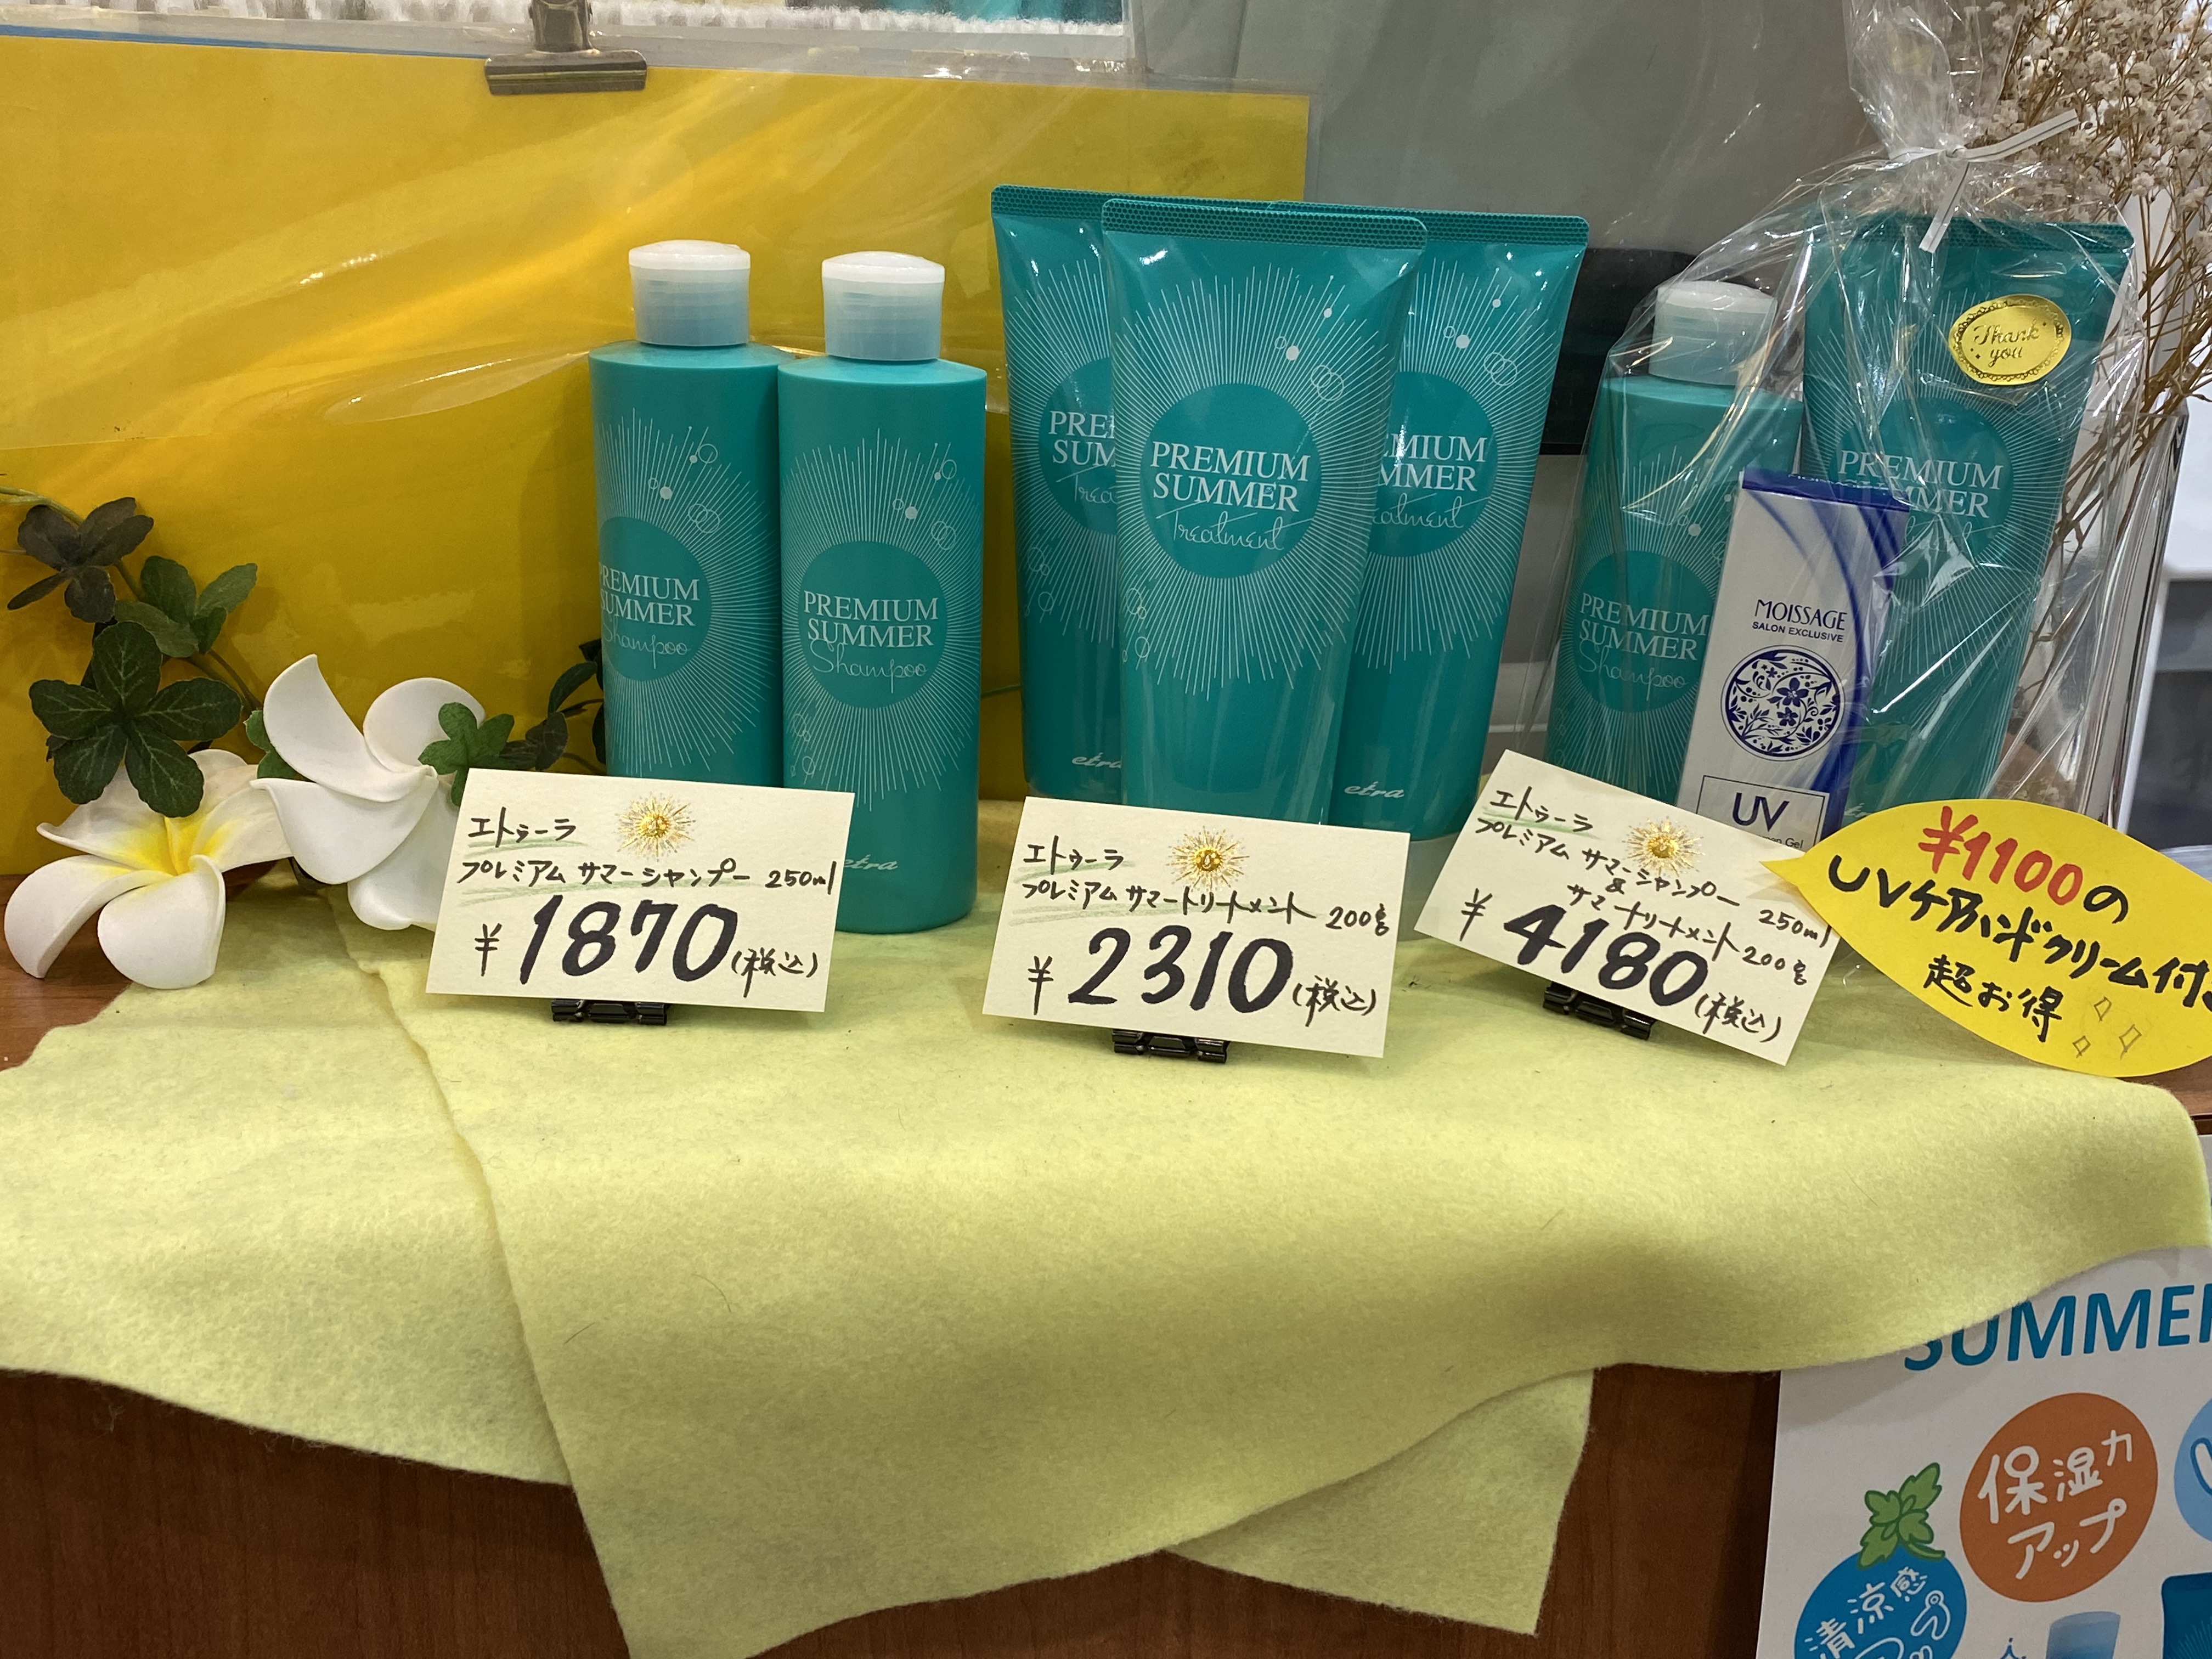 PREMIUM
SUMMER
Shampoo
PREMIUM
SUMMER
Shampoo
etra
PREMIUM
SUMMER
Treatment
etra
etra
Thank
you
PREMIUM
SUMMER
Shampoo
PREMIUM
MOISSAGE
SALON EXCLUSIVE
UV
Gel
エトゥーラ
プレミアム サマーシャンプー 250ml
¥1870(税込)
エトゥーラ
プレミアム サマートリートメント 200g
¥2310(税込)
エトゥーラ
プレミアム サマーシャンプー 250ml
&
サマートリートメント 200g
¥4180(税込)
¥1100の
UVケアハンドクリーム付
超お得
SUMMER
保湿力
アップ
清涼感